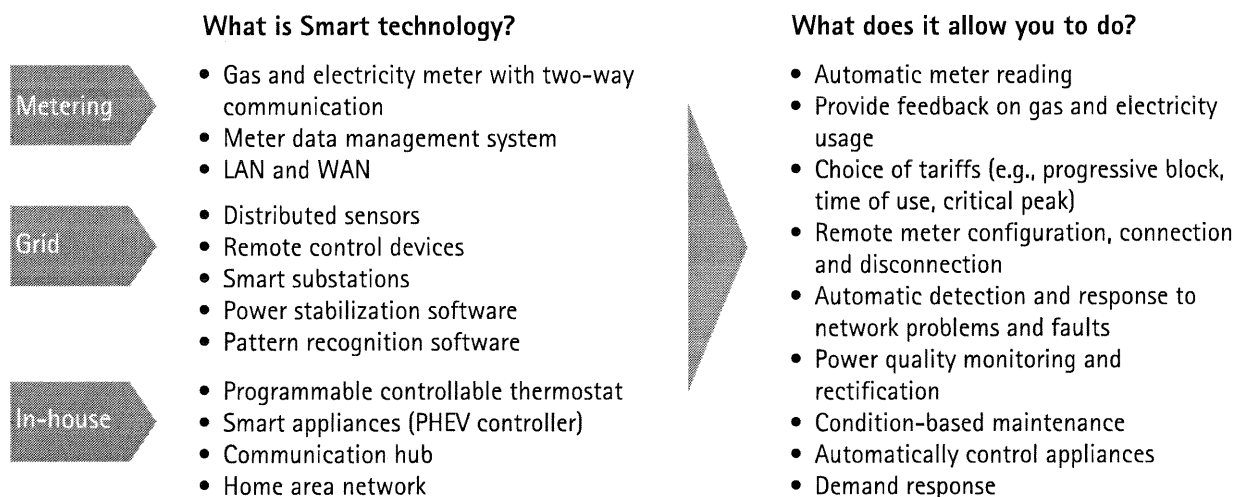 What is Smart technology?
Metering
• Gas and electricity meter with two-way
communication
• Meter data management system
• LAN and WAN
Grid
• Distributed sensors
• Remote control devices
• Smart substations
• Power stabilization software
• Pattern recognition software
In-house
• Programmable controllable thermostat
• Smart appliances (PHEV controller)
• Communication hub
• Home area network
What does it allow you to do?
• Automatic meter reading
• Provide feedback on gas and electricity
usage
• Choice of tariffs (e.g., progressive block,
time of use, critical peak)
• Remote meter configuration, connection
and disconnection
• Automatic detection and response to
network problems and faults
• Power quality monitoring and
rectification
• Condition-based maintenance
• Automatically control appliances
• Demand response